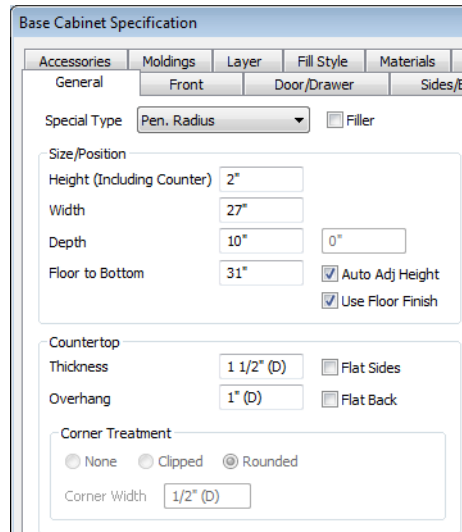 Base Cabinet Specification
Accessories Moldings Layer Fill Style Materials
General Front Door/Drawer
Special Type Pen. Radius Filler
Size/Position
Height (Including Counter) 2"
Width 27"
Depth 10" 0"
Floor to Bottom 31" Auto Adj Height
Use Floor Finish
Countertop
Thickness 1 1/2" (D) Flat Sides
Overhang 1" (D) Flat Back
Corner Treatment
None Clipped Rounded
Corner Width 1/2" (D)